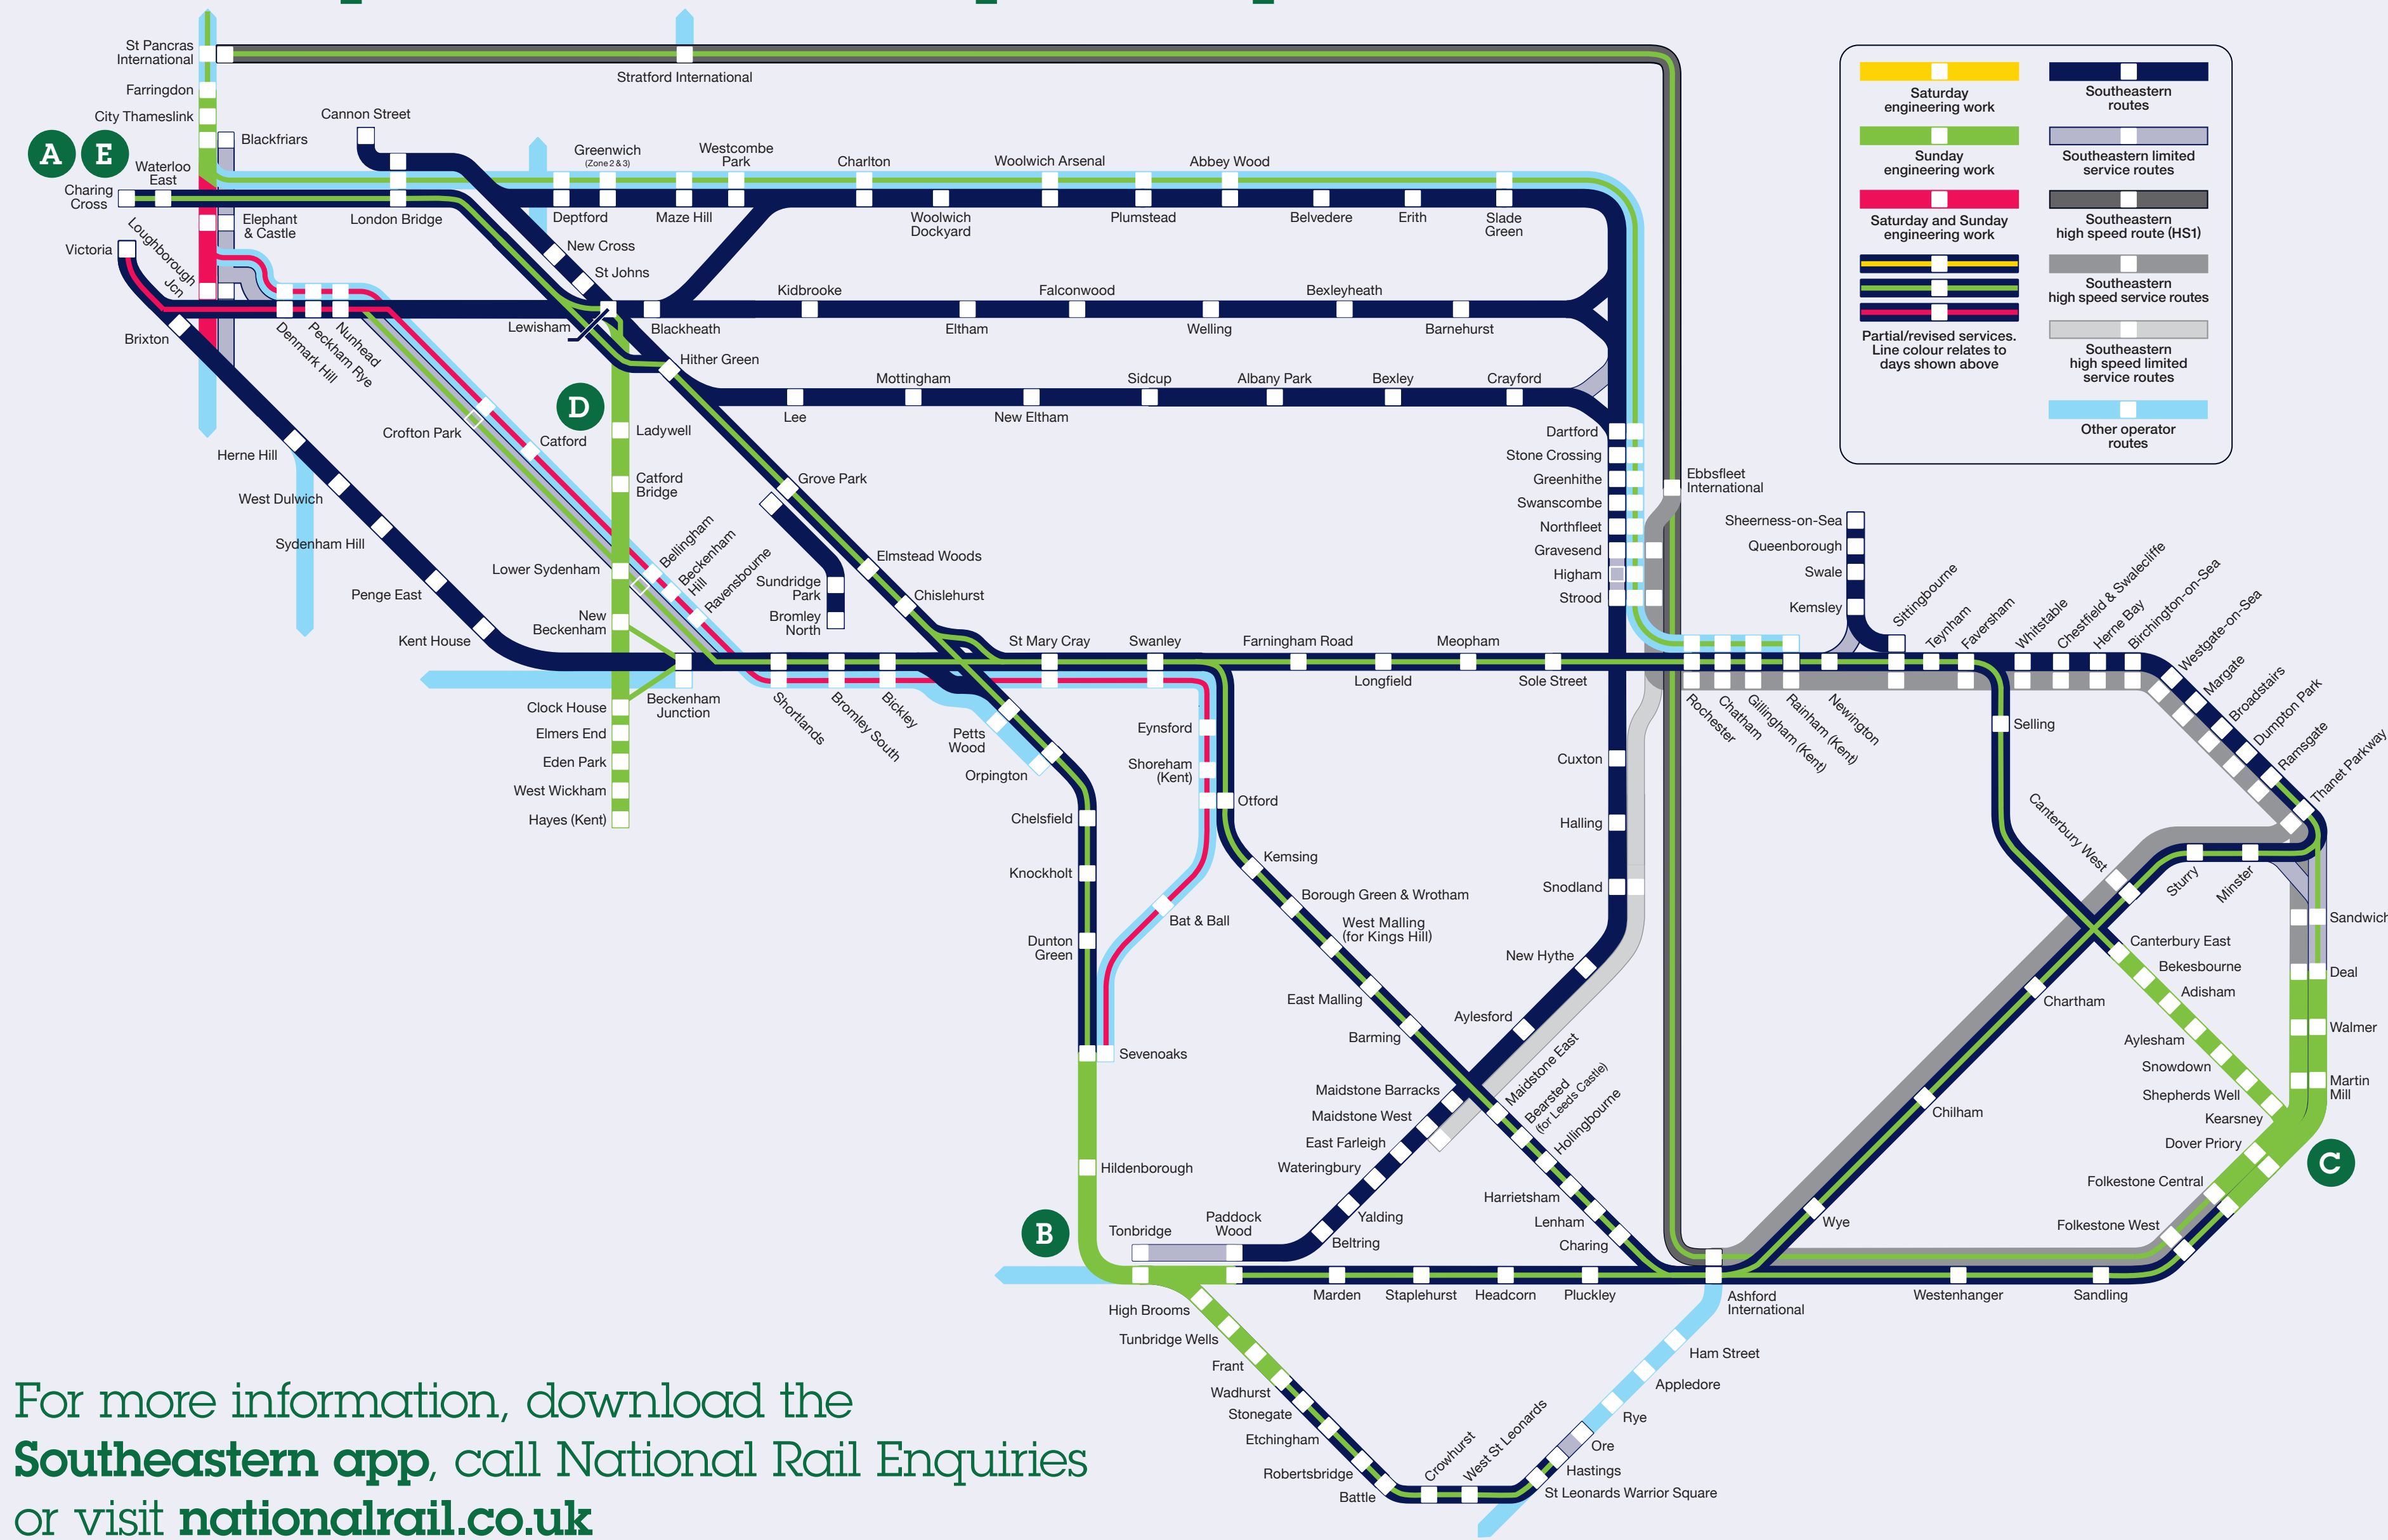 St Pancras
International
Stratford International
Farringdon
City Thameslink
Cannon Street
A
E
Blackfriars
Waterloo
East
Charing
Cross
London Bridge
Elephant
& Castle
Loughborough
Jcn
Victoria
Brixton
Greenwich
(Zone 2 & 3)
Westcombe
Park
Charlton
Woolwich Arsenal
Abbey Wood
Deptford
Maze Hill
Woolwich
Dockyard
Plumstead
Belvedere
Erith
Slade
Green
New Cross
St Johns
Lewisham
Blackheath
Kidbrooke
Eltham
Falconwood
Welling
Bexleyheath
Barnehurst
Hither Green
Denmark Hill
Peckham Rye
Nunhead
Lee
Mottingham
New Eltham
Sidcup
Albany Park
Bexley
Crayford
D
Crofton Park
Catford
Ladywell
Catford
Bridge
Herne Hill
West Dulwich
Sydenham Hill
Penge East
Kent House
Grove Park
Elmstead Woods
Chislehurst
Sundridge
Park
Bromley
North
Lower Sydenham
Bellingham
Beckenham
Hill
Ravensbourne
New
Beckenham
Beckenham
Junction
Clock House
Elmers End
Eden Park
West Wickham
Hayes (Kent)
Shortlands
Bromley South
Bickley
St Mary Cray
Swanley
Farningham Road
Longfield
Meopham
Sole Street
Petts
Wood
Orpington
Dartford
Stone Crossing
Greenhithe
Swanscombe
Northfleet
Gravesend
Higham
Strood
Ebbsfleet
International
Sheerness-on-Sea
Queenborough
Swale
Kemsley
Sittingbourne
Teynham
Faversham
Whitstable
Chestfield & Swalecliffe
Herne Bay
Birchington-on-Sea
Westgate-on-Sea
Margate
Broadstairs
Dumpton Park
Ramsgate
Thanet Parkway
Rochester
Chatham
Gillingham (Kent)
Rainham (Kent)
Newington
Selling
Eynsford
Shoreham
(Kent)
Otford
Chelsfield
Knockholt
Dunton
Green
Bat & Ball
Sevenoaks
Hildenborough
Kemsing
Borough Green & Wrotham
West Malling
(for Kings Hill)
East Malling
Barming
Cuxton
Halling
Snodland
New Hythe
Aylesford
Maidstone East
Bearsted
(for Leeds Castle)
Hollingbourne
Maidstone Barracks
Maidstone West
East Farleigh
Wateringbury
Yalding
Beltring
Harrietsham
Lenham
Charing
B
Tonbridge
Paddock
Wood
Marden
Staplehurst
Headcorn
Pluckley
Ashford
International
Westenhanger
Sandling
Canterbury West
Sturry
Minster
Sandwich
Deal
Walmer
Martin
Mill
Canterbury East
Bekesbourne
Adisham
Aylesham
Snowdown
Shepherds Well
Kearsney
Dover Priory
Folkestone Central
Folkestone West
C
Chartham
Chilham
Wye
High Brooms
Tunbridge Wells
Frant
Wadhurst
Stonegate
Etchingham
Robertsbridge
Battle
Crowhurst
West St Leonards
St Leonards Warrior Square
Hastings
Ore
Rye
Appledore
Ham Street
Saturday
engineering work
Sunday
engineering work
Saturday and Sunday
engineering work
Partial/revised services.
Line colour relates to
days shown above
Southeastern
routes
Southeastern limited
service routes
Southeastern
high speed route (HS1)
Southeastern
high speed service routes
Southeastern
high speed limited
service routes
Other operator
routes
For more information, download the
Southeastern app, call National Rail Enquiries
or visit nationalrail.co.uk